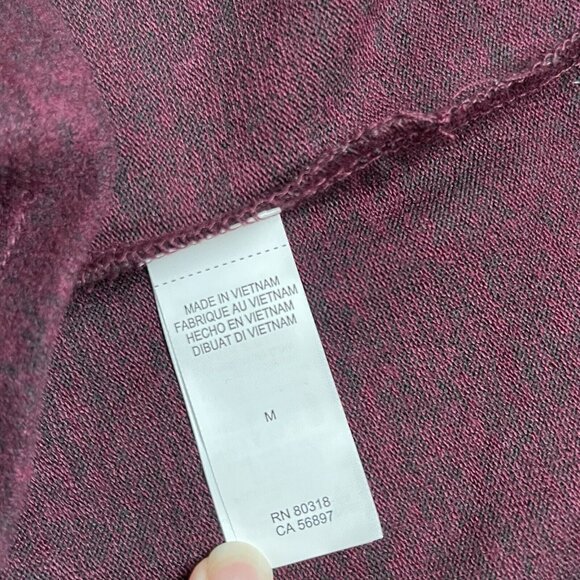 MADE IN VIETNAM
FABRIQUE AU VIETNAM
HECHO EN VIETNAM
DIBUAT DI VIETNAM
M
RN 80318
CA 56897